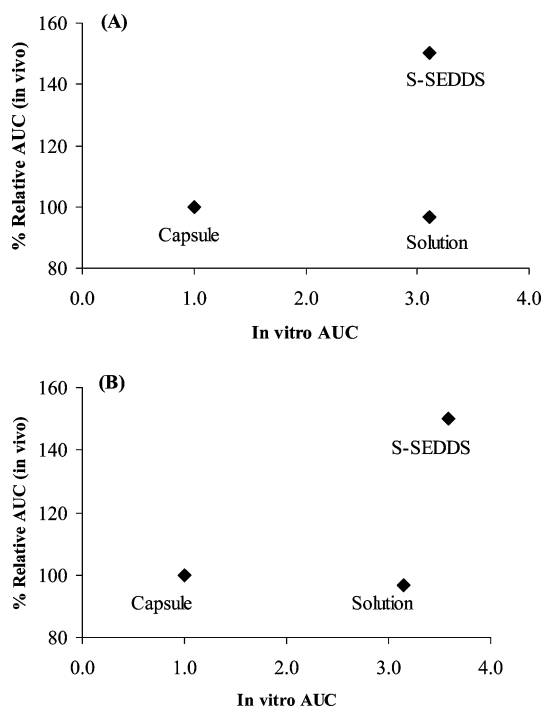 (A)
% Relative AUC (in vivo)
160
140
120
100
80
S-SEDDS
Capsule
Solution
0.0 1.0 2.0 3.0 4.0
In vitro AUC
(B)
% Relative AUC (in vivo)
160
140
120
100
80
S-SEDDS
Capsule Solution
0.0 1.0 2.0 3.0 4.0
In vitro AUC